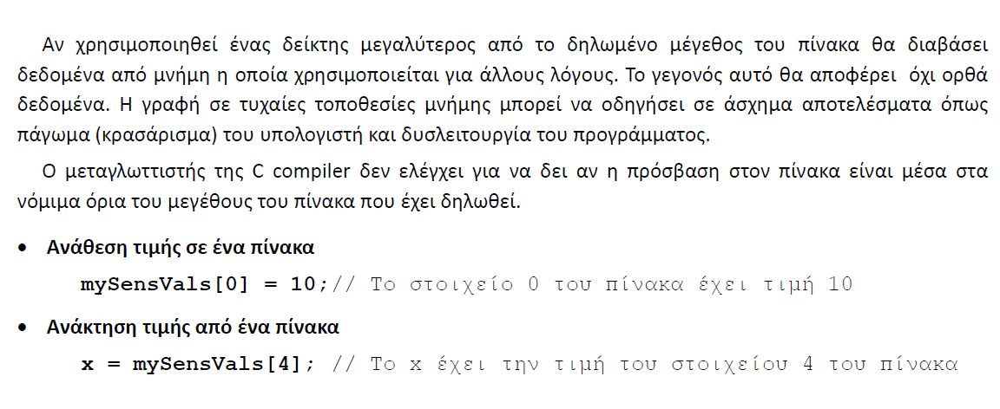 Αν χρησιμοποιηθεί ένας δείκτης μεγαλύτερος από το δηλωμένο μέγεθος του πίνακα θα διαβάσει
δεδομένα από μνήμη η οποία χρησιμοποιείται για άλλους λόγους. Το γεγονός αυτό θα αποφέρει όχι ορθά
δεδομένα. Η γραφή σε τυχαίες τοποθεσίες μνήμης μπορεί να οδηγήσει σε άσχημα αποτελέσματα όπως
πάγωμα (κρασάρισμα) του υπολογιστή και δυσλειτουργία του προγράμματος.
Ο μεταγλωττιστής της C compiler δεν ελέγχει για να δει αν η πρόσβαση στον πίνακα είναι μέσα στα
νόμιμα όρια του μεγέθους του πίνακα που έχει δηλωθεί.
• Ανάθεση τιμής σε ένα πίνακα
mySensVals[0] = 10;// Το στοιχείο 0 του πίνακα έχει τιμή 10
• Ανάκτηση τιμής από ένα πίνακα
x = mySensVals[4]; // Το x έχει την τιμή του στοιχείου 4 του πίνακα